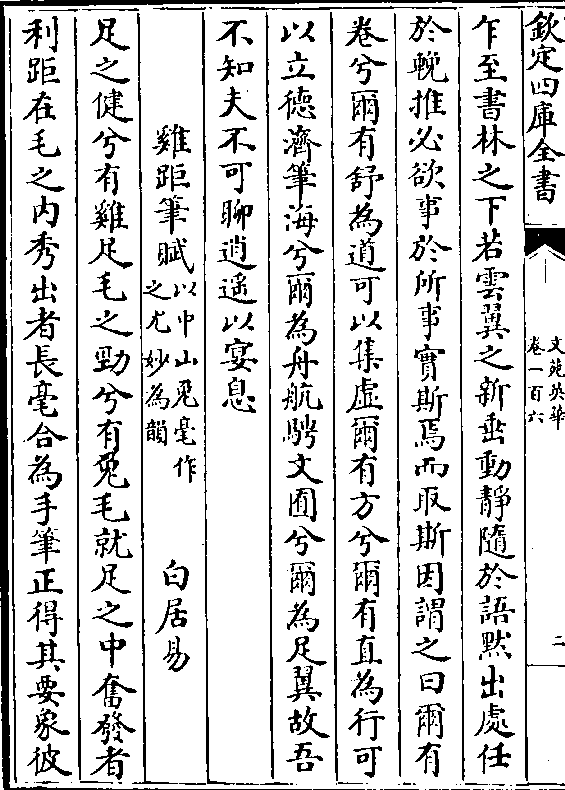 欽定四庫全書
文苑英華
卷一百六
二
乍至書林之下若雲翼之新垂動靜隨於語黙出處任
於輓推必欲事於所事實斯焉而取斯因謂之曰爾有
卷兮爾有舒為道可以集虚爾有方兮爾有直為行可
以立德濟筆海兮爾為舟航騁文囿兮爾為足翼故吾
不知夫不可聊逍遥以宴息
雞距筆賦以中山兎毫作之尤妙為韻 白居易
足之健兮有雞足毛之勁兮有兎毛就足之中奮發者
利距在毛之内秀出者長毫合為手筆正得其要象彼